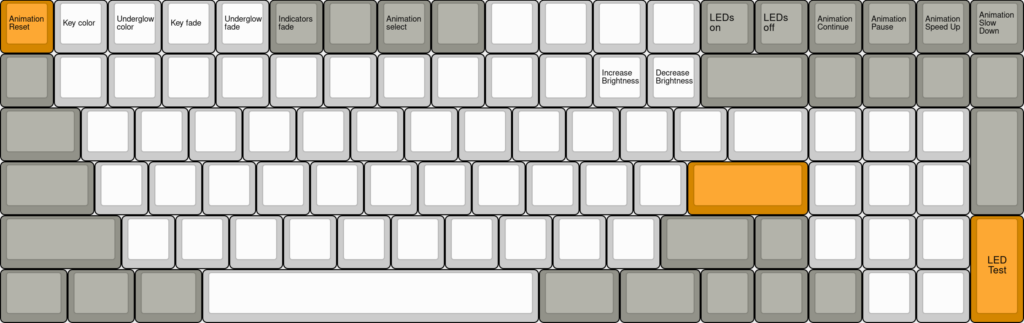 Animation
Reset
Key color
Underglow
color
Key fade
Underglow
fade
Indicators
fade
Animation
select
LEDs
on
LEDs
off
Animation
Continue
Animation
Pause
Animation
Speed Up
Animation
Slow
Down
Increase
Brightness
Decrease
Brightness
LED
Test